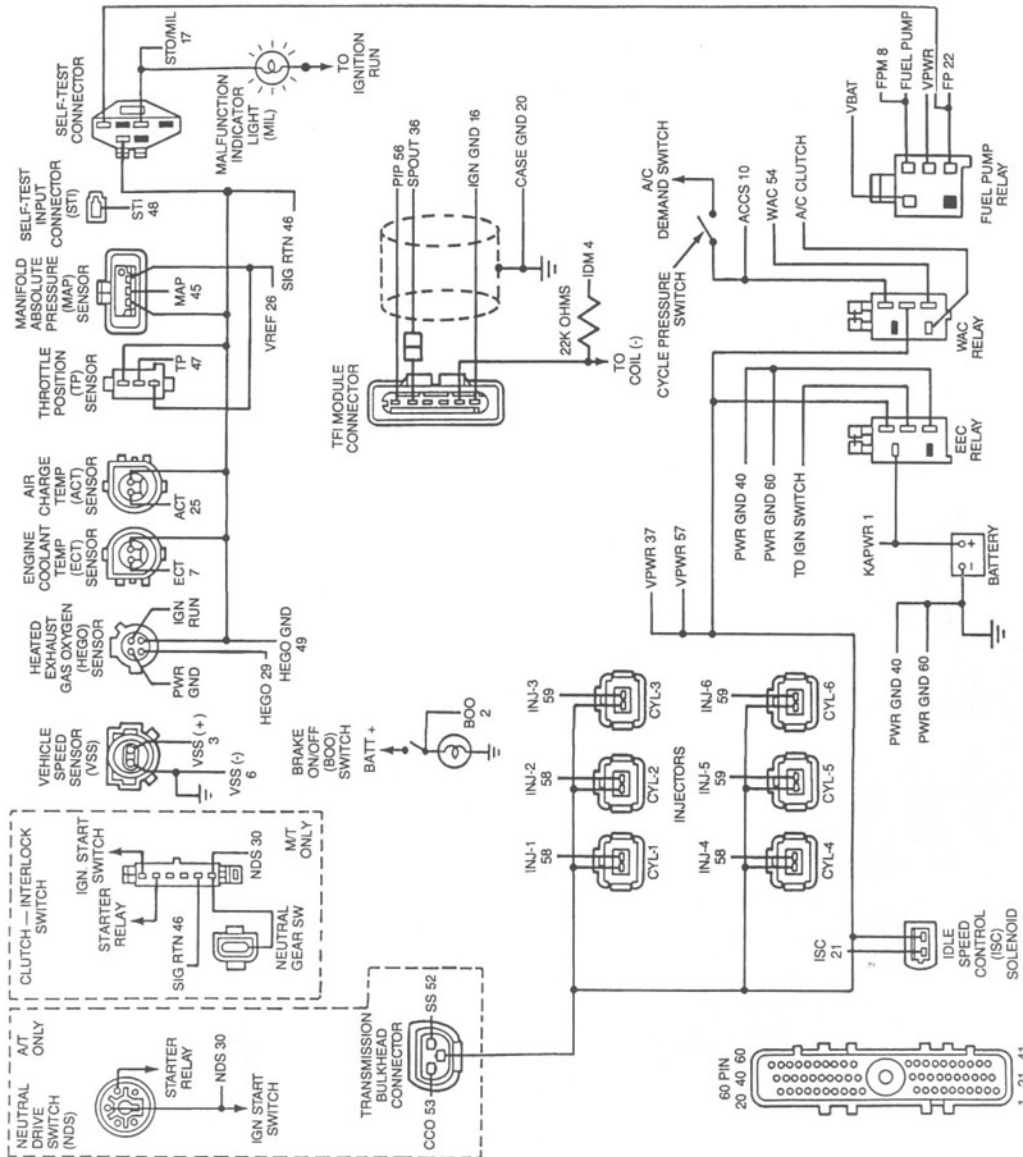 NEUTRAL
DRIVE
SWITCH
(NDS)
A/T
ONLY
STARTER
RELAY
NDS 30
IGN START
SWITCH
CLUTCH — INTERLOCK
SWITCH
IGN. START
SWITCH
STARTER
RELAY
SIG RTN 46
NEUTRAL
GEAR SW
NDS 30
M/T
ONLY
TRANSMISSION
BULKHEAD
CONNECTOR
CCO 53
SS 52
VEHICLE
SPEED
SENSOR
(VSS)
VSS (+)
3
VSS (-)
6
HEATED
EXHAUST
GAS OXYGEN
(HEGO)
SENSOR
PWR
GND
IGN
RUN
HEGO 29
HEGO GND
49
ENGINE
COOLANT
TEMP
(ECT)
SENSOR
ECT
7
AIR
CHARGE
TEMP
(ACT)
SENSOR
ACT
25
THROTTLE
POSITION
(TP)
SENSOR
TP
47
MANIFOLD
ABSOLUTE
PRESSURE
(MAP)
SENSOR
MAP
45
VREF 26
SIG RTN 46
SELF-TEST
INPUT
CONNECTOR
(STI)
STI
48
SELF-TEST
CONNECTOR
STO/MIL
17
MALFUNCTION
INDICATOR
LIGHT
(MIL)
TO
IGNITION
RUN
BRAKE
ON/OFF
(BOO)
SWITCH
BATT +
BOO
2
TFI MODULE
CONNECTOR
PIP 56
SPOUT 36
IGN GND 16
CASE GND 20
22K OHMS
IDM 4
TO
COIL (-)
INJ-1
58
CYL-1
INJ-2
58
CYL-2
INJ-3
59
CYL-3
INJECTORS
INJ-4
58
CYL-4
INJ-5
59
CYL-5
INJ-6
59
CYL-6
VPWR 37
VPWR 57
PWR GND 40
PWR GND 60
TO IGN SWITCH
KAPWR 1
CYCLE PRESSURE
SWITCH
A/C
DEMAND SWITCH
ACCS 10
WAC 54
A/C CLUTCH
VBAT
FPM 8
FUEL PUMP
VPWR
FP 22
PWR GND 40
PWR GND 60
BATTERY
EEC
RELAY
WAC
RELAY
FUEL PUMP
RELAY
ISC
21
IDLE
SPEED
CONTROL
(ISC)
SOLENOID
60 PIN
20 40 60
1 21 41